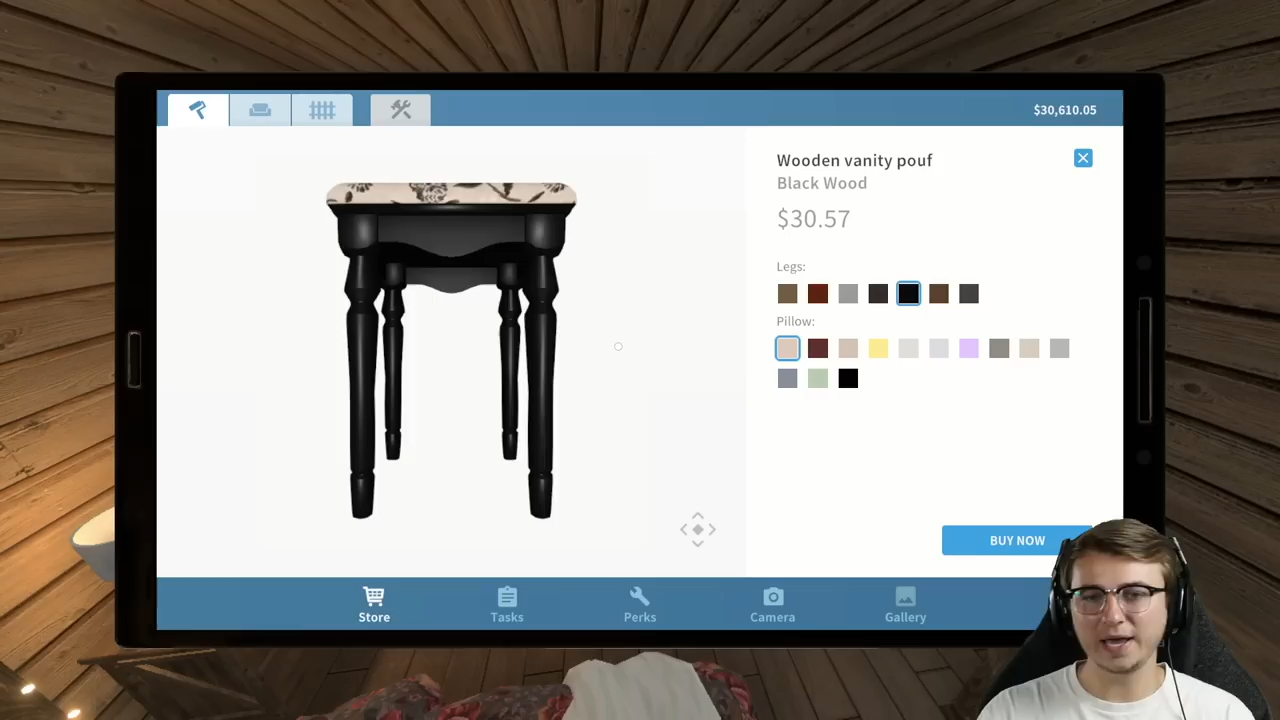 $30,610.05
Wooden vanity pouf
Black Wood
$30.57
Legs:
Pillow:
BUY NOW
Store
Tasks
Perks
Camera
Gallery